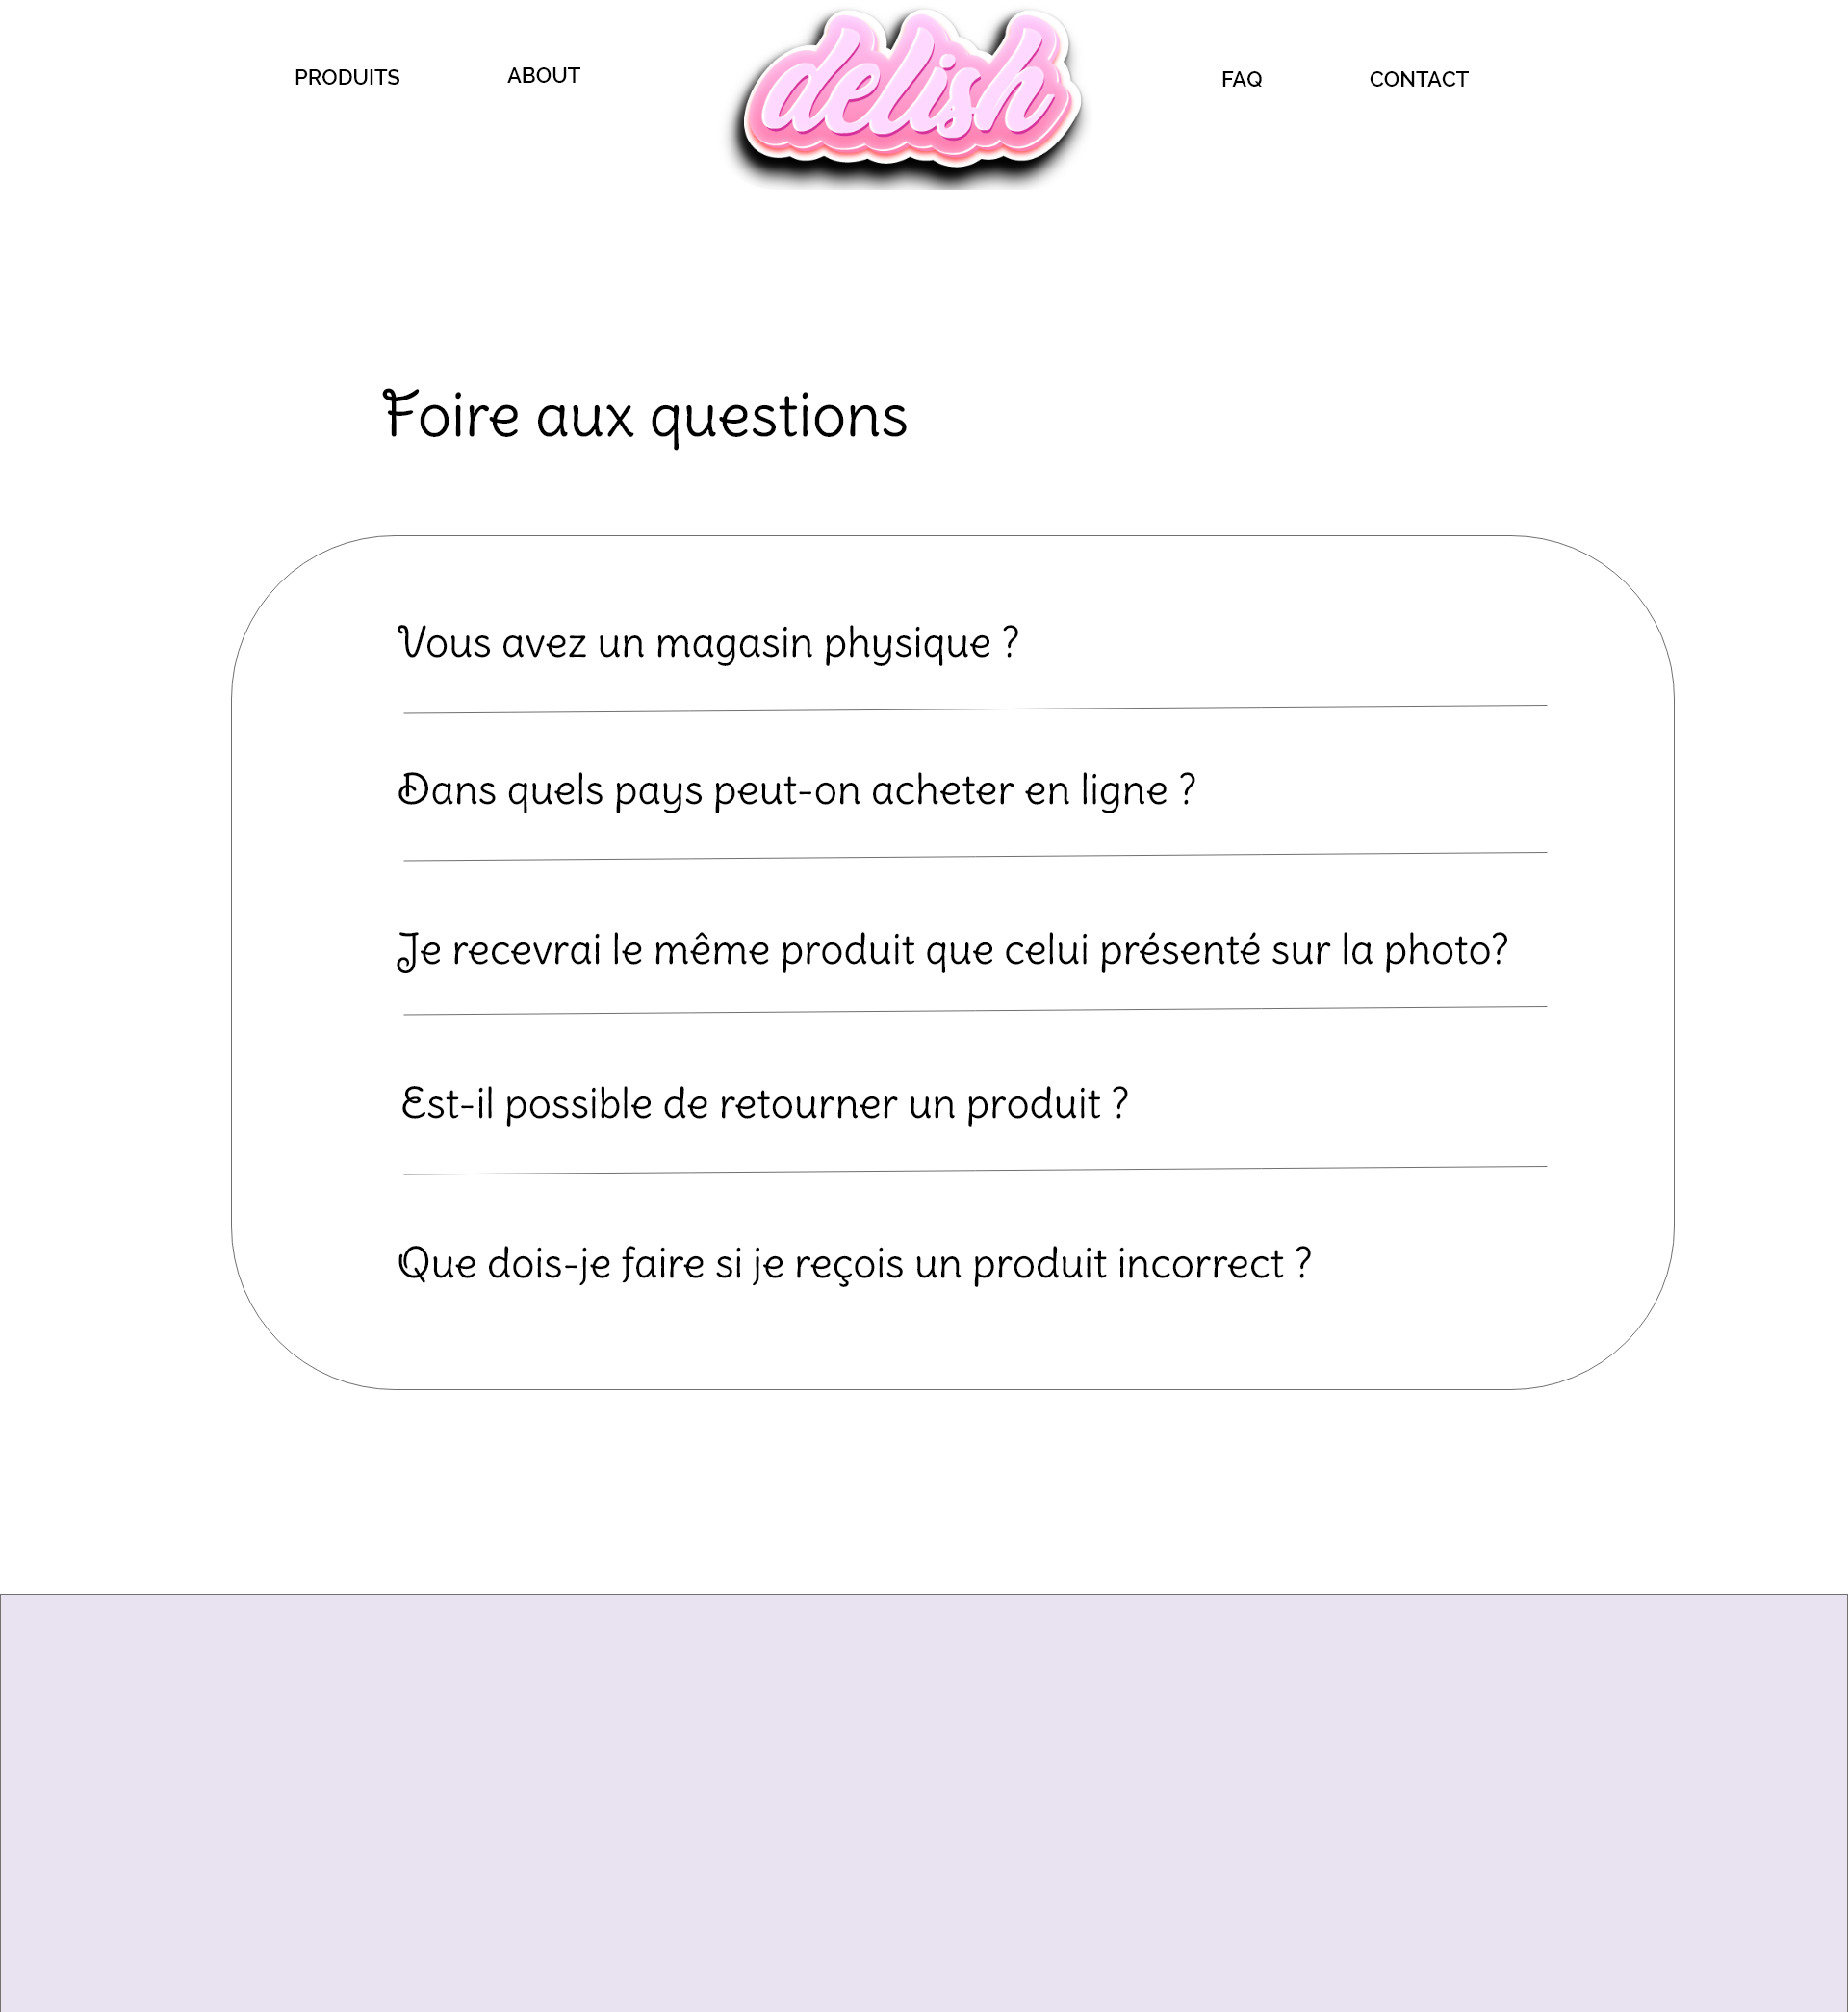 PRODUITS ABOUT delish FAQ CONTACT
Foire aux questions
Vous avez un magasin physique ?
Dans quels pays peut-on acheter en ligne ?
Je recevrai le même produit que celui présenté sur la photo?
Est-il possible de retourner un produit ?
Que dois-je faire si je reçois un produit incorrect ?